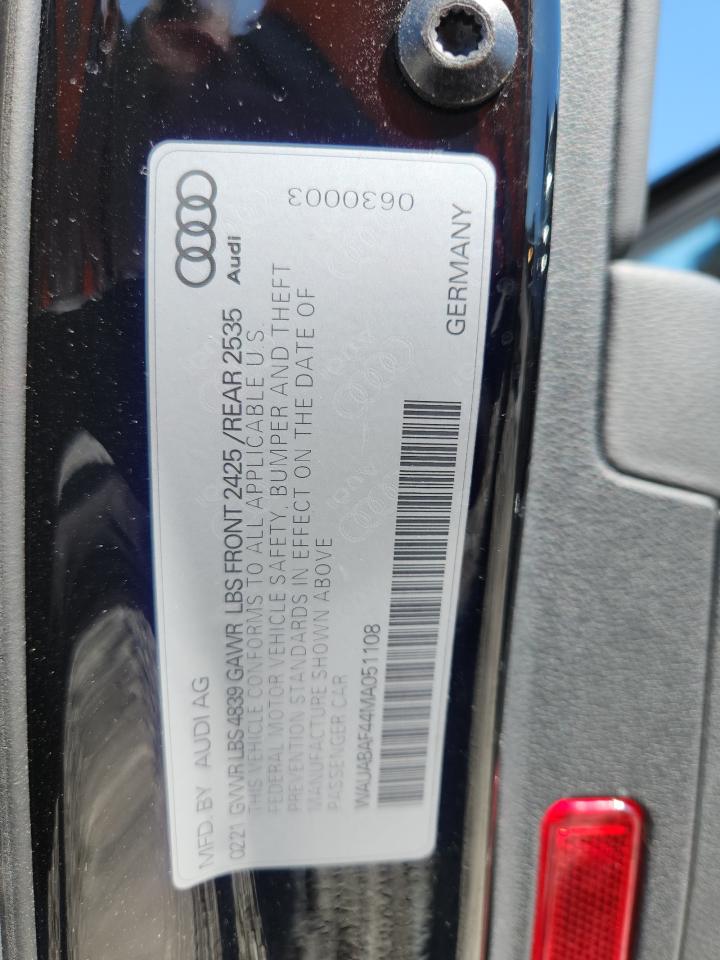 MFD. BY AUDI AG
0221 GVWR LBS 4839 GAWR LBS FRONT 2425 /REAR 2535
THIS VEHICLE CONFORMS TO ALL APPLICABLE U.S.
FEDERAL MOTOR VEHICLE SAFETY, BUMPER AND THEFT
PREVENTION STANDARDS IN EFFECT ON THE DATE OF
MANUFACTURE SHOWN ABOVE
PASSENGER CAR
WAUABAF44MA051108
Audi
0630003
GERMANY